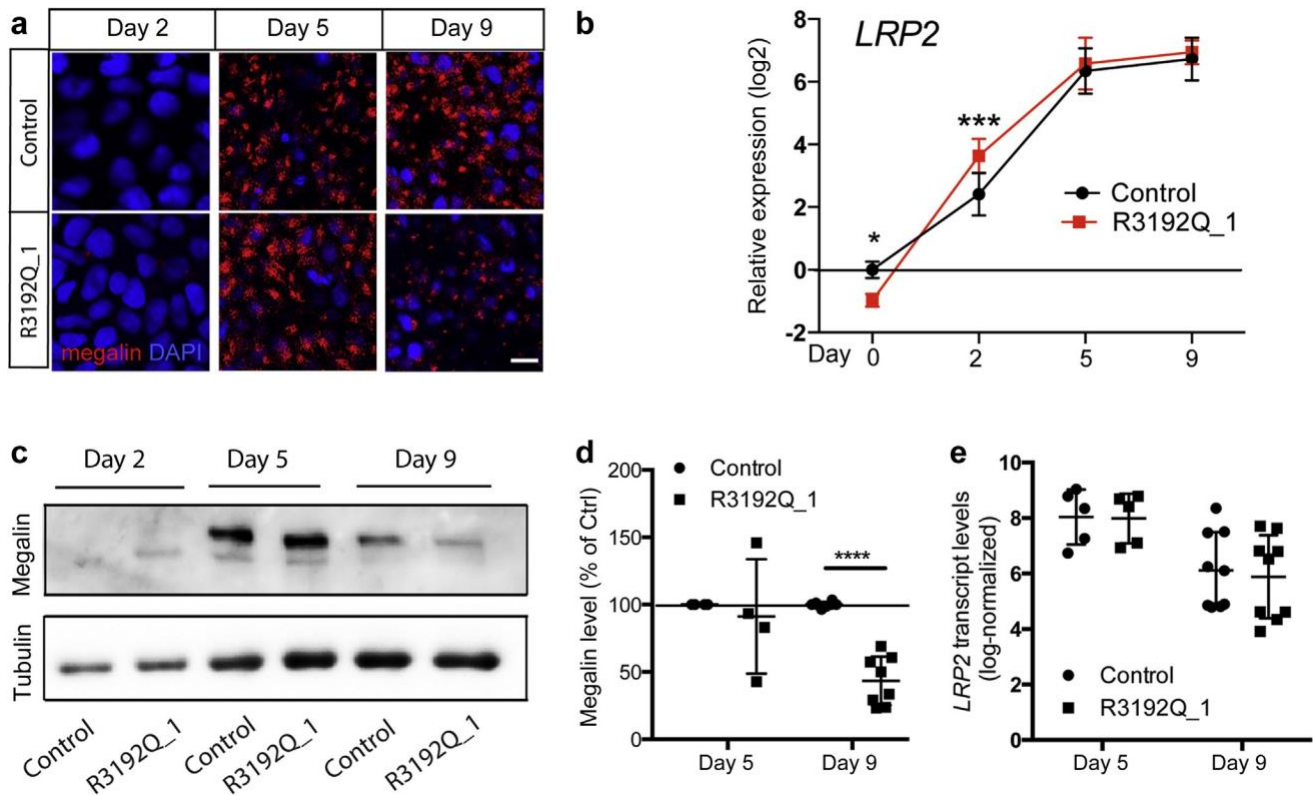 a
Day 2 Day 5 Day 9
Control
R3192Q_1
megalin DAPI
b
LRP2
Relative expression (log2)
8
6
4
2
0
-2
*
***
Control
R3192Q_1
Day 0 2 5 9
c
Day 2 Day 5 Day 9
Megalin
Tubulin
Control R3192Q_1 Control R3192Q_1 Control R3192Q_1
d
Megalin level (% of Ctrl)
200
150
100
50
0
Control
R3192Q_1
****
Day 5 Day 9
e
LRP2 transcript levels
(log-normalized)
10
8
6
4
2
0
Control
R3192Q_1
Day 5 Day 9